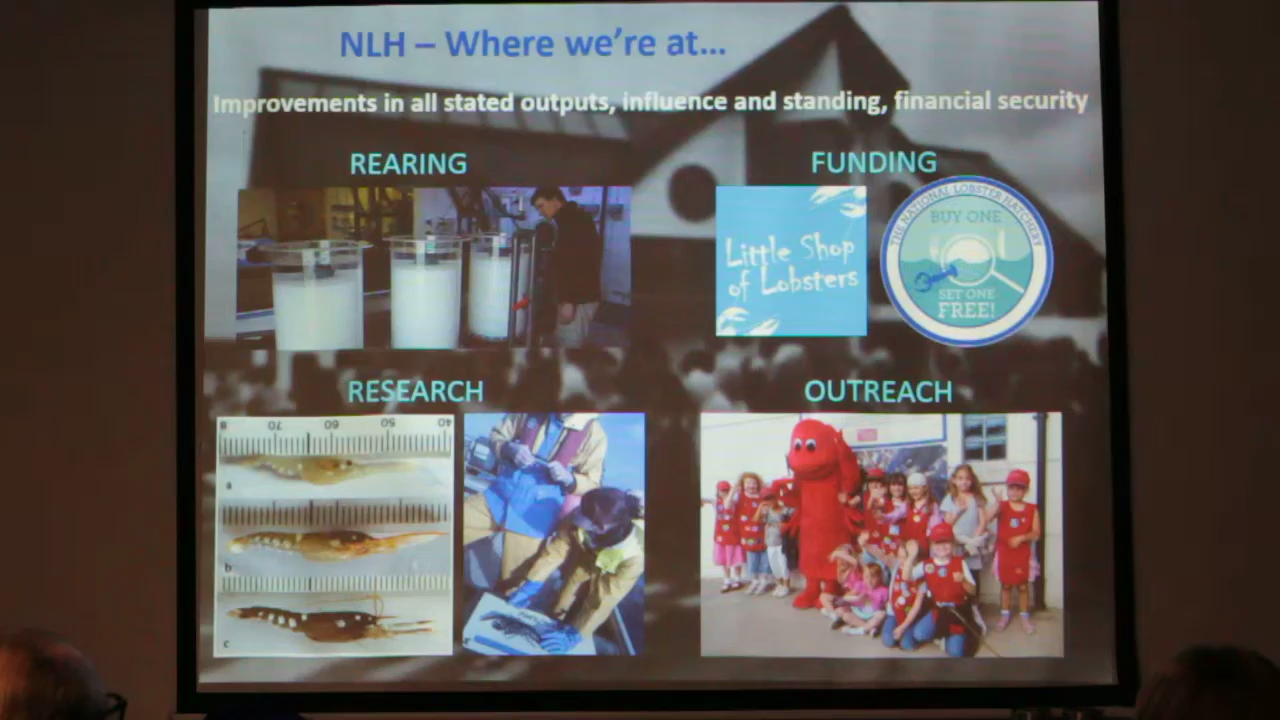 NLH – Where we're at...
Improvements in all stated outputs, influence and standing, financial security
REARING
FUNDING
Little Shop
of Lobsters
THE NATIONAL LOBSTER HATCHERY
BUY ONE
SET ONE
FREE!
RESEARCH
OUTREACH
8 70 60 50 40
a
b
c